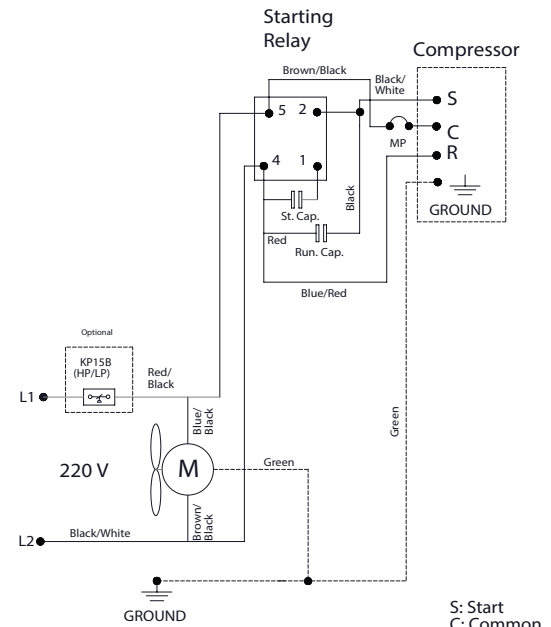 Starting
Relay
Compressor
Brown/Black
Black/
White
5 2
S
C
MP
R
4 1
St. Cap.
Black
GROUND
Red
Run. Cap.
Blue/Red
Optional
KP15B
(HP/LP)
Red/
Black
L1
Blue/
Black
Green
220 V
M
Green
Brown/
Black
Black/White
L2
GROUND
S: Start
C: Common